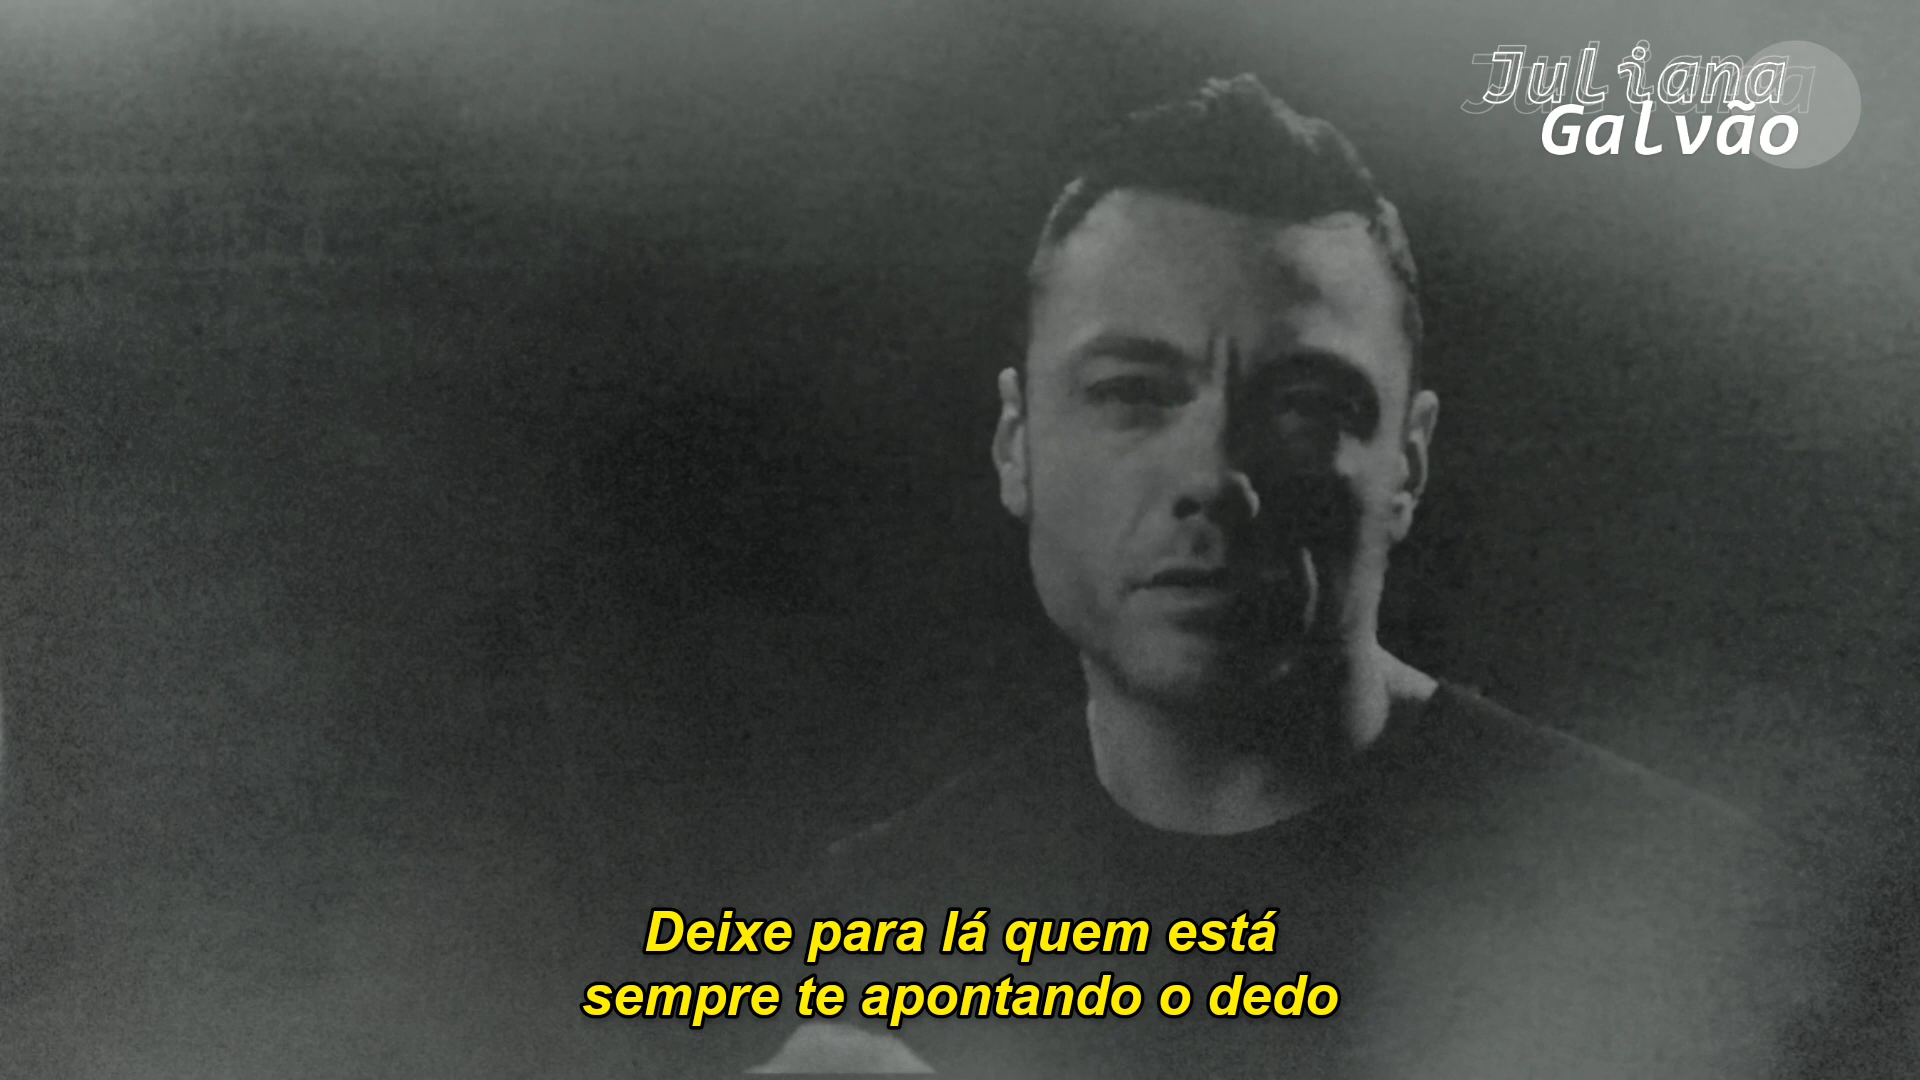 Juliana
Galvão
Deixe para lá quem está
sempre te apontando o dedo